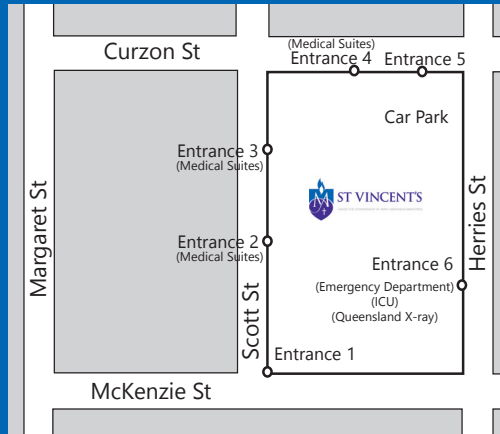 Curzon St
(Medical Suites)
Entrance 4
Entrance 5
Car Park
Entrance 3
(Medical Suites)
ST VINCENT'S
Margaret St
Herries St
Entrance 2
(Medical Suites)
Entrance 6
(Emergency Department)
(ICU)
(Queensland X-ray)
Scott St
Entrance 1
McKenzie St